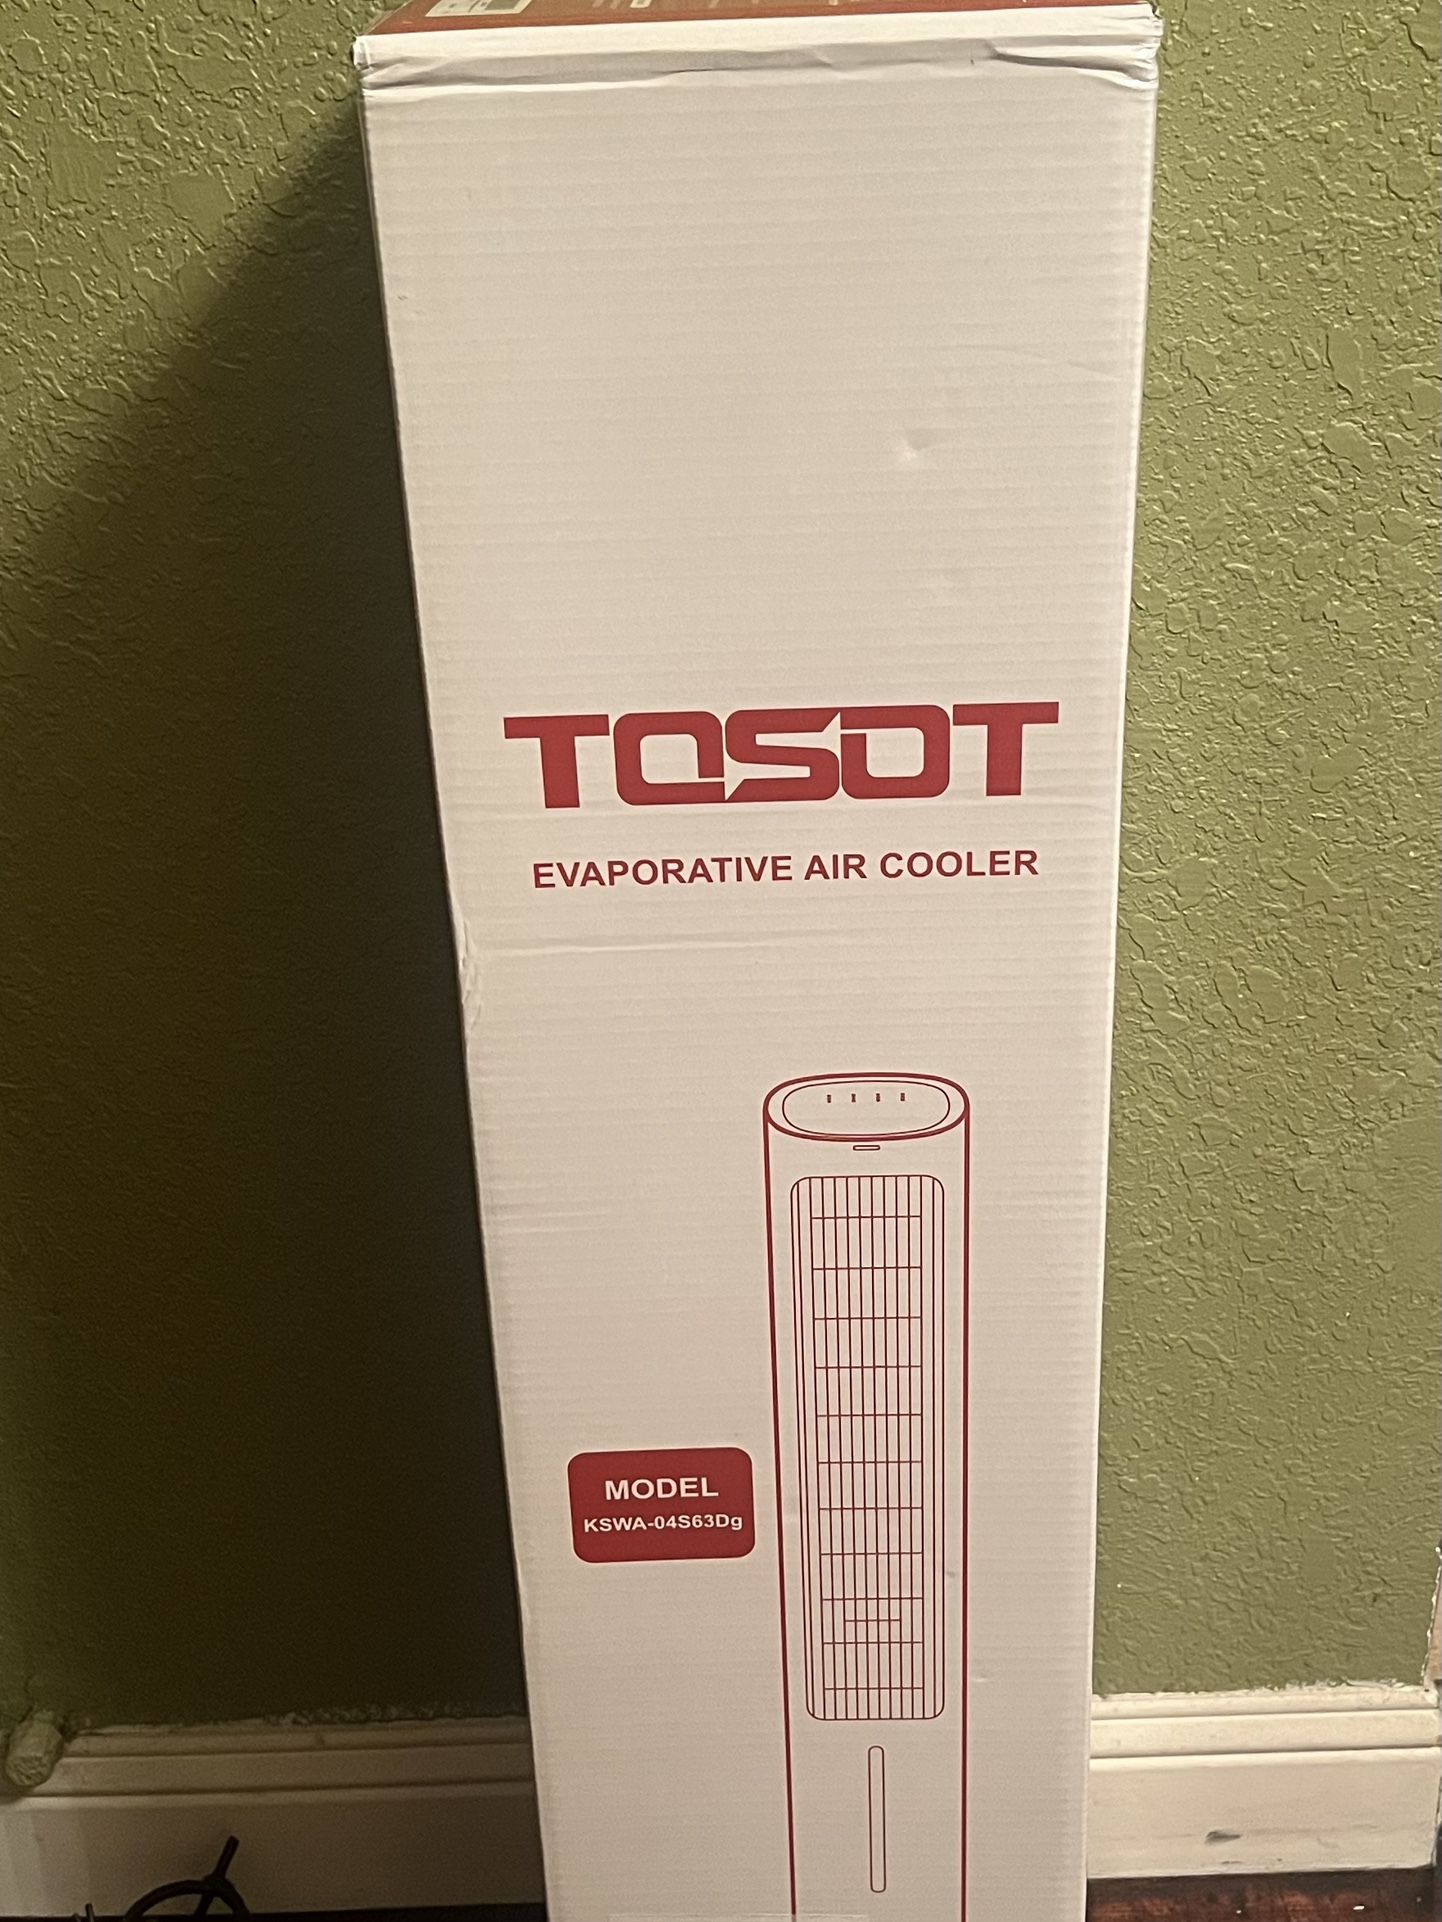 TOSOT
EVAPORATIVE AIR COOLER
MODEL
KSWA-04S63Dg